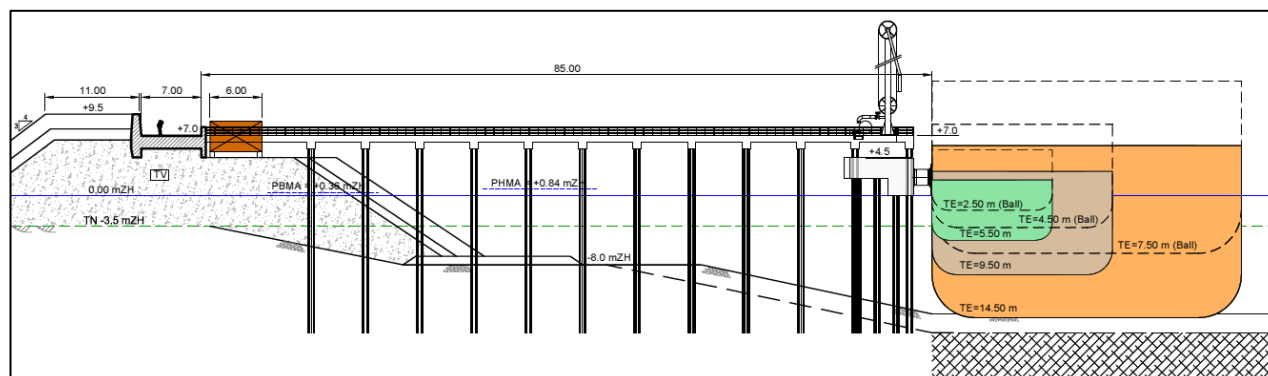 85.00
11.00
7.00
6.00
+9.5
4
3
+7.0
+7.0
+4.5
TV
0.00 mZH
PBMA = +0.36 mZH
PHMA = +0.84 mZH
TN -3.5 mZH
-8.0 mZH
TE=2.50 m (Ball)
TE=4.50 m (Ball)
TE=5.50 m
TE=7.50 m (Ball)
TE=9.50 m
TE=14.50 m